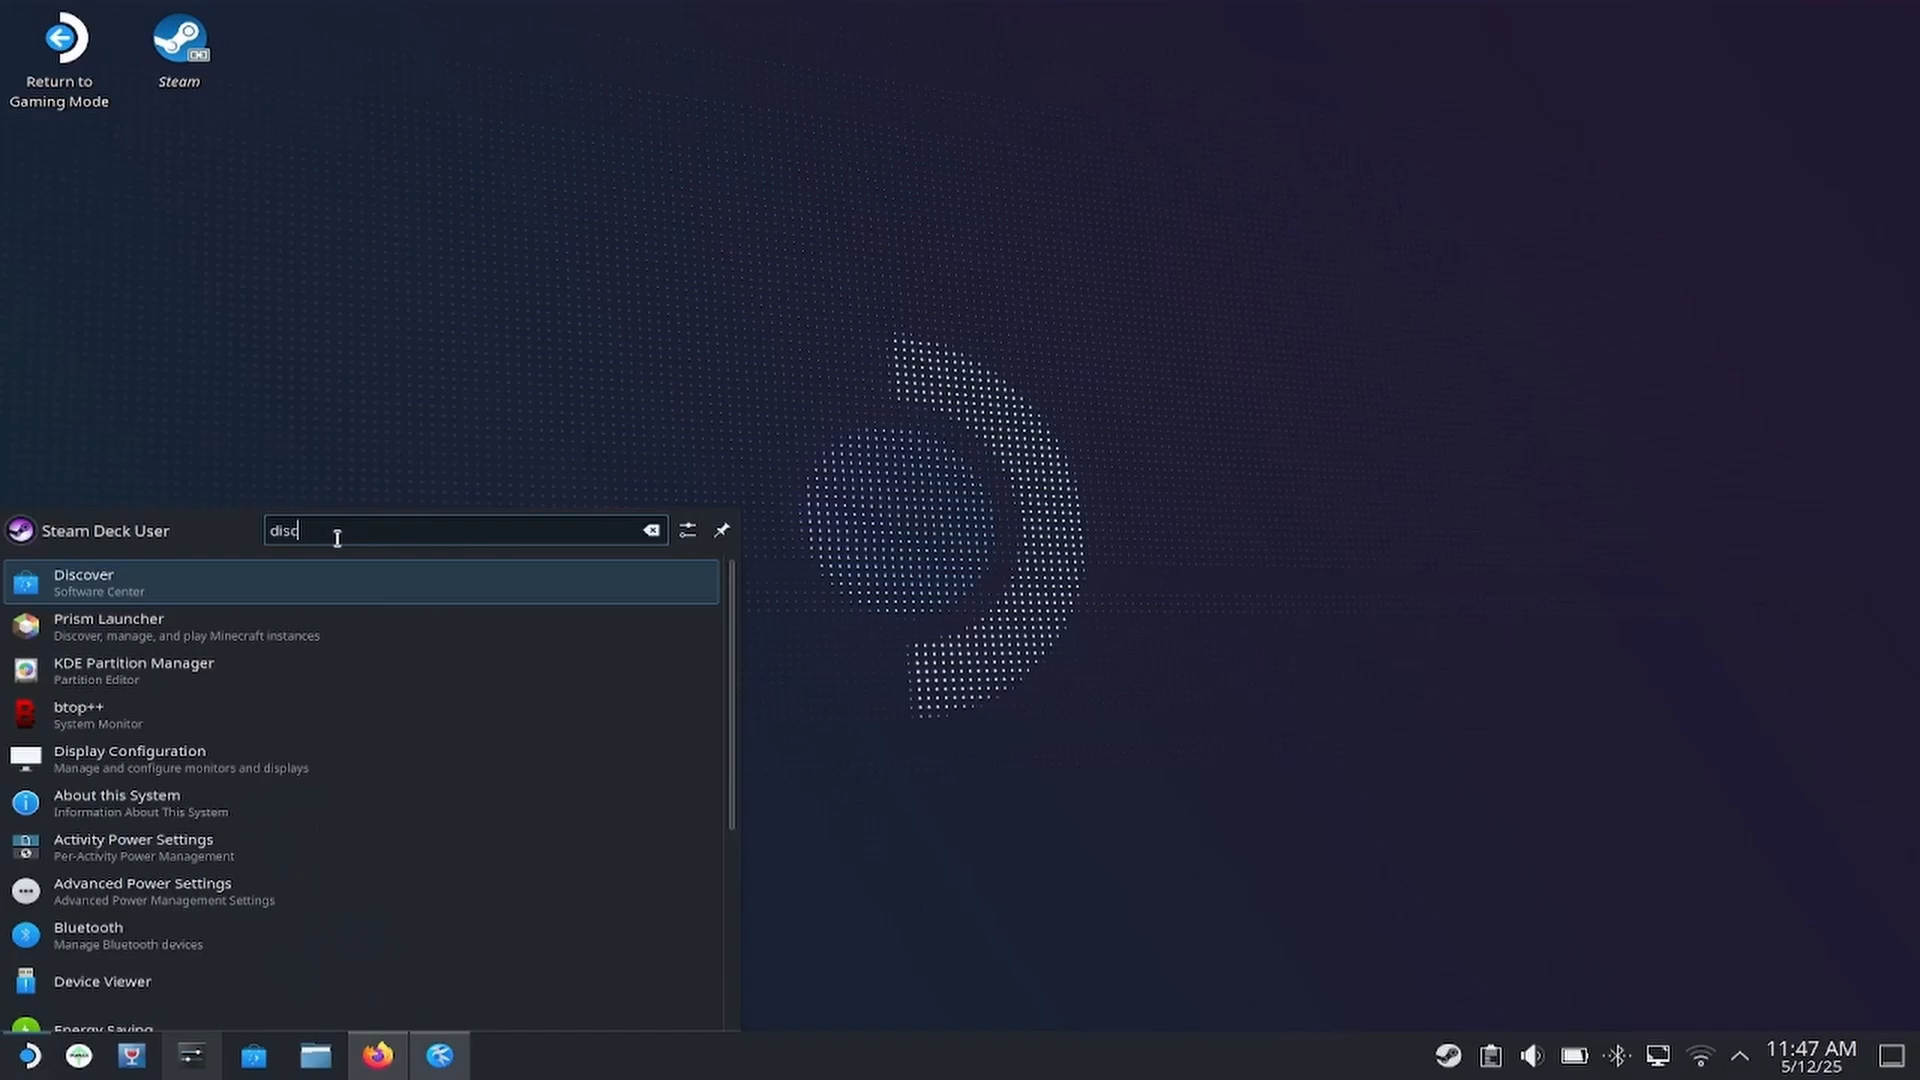 Return to
Gaming Mode
Steam
Steam Deck User
disc
Discover
Software Center
Prism Launcher
Discover, manage, and play Minecraft instances
KDE Partition Manager
Partition Editor
btop++
System Monitor
Display Configuration
Manage and configure monitors and displays
About this System
Information About This System
Activity Power Settings
Per-Activity Power Management
Advanced Power Settings
Advanced Power Management Settings
Bluetooth
Manage Bluetooth devices
Device Viewer
Energy Saving
11:47 AM
5/12/25